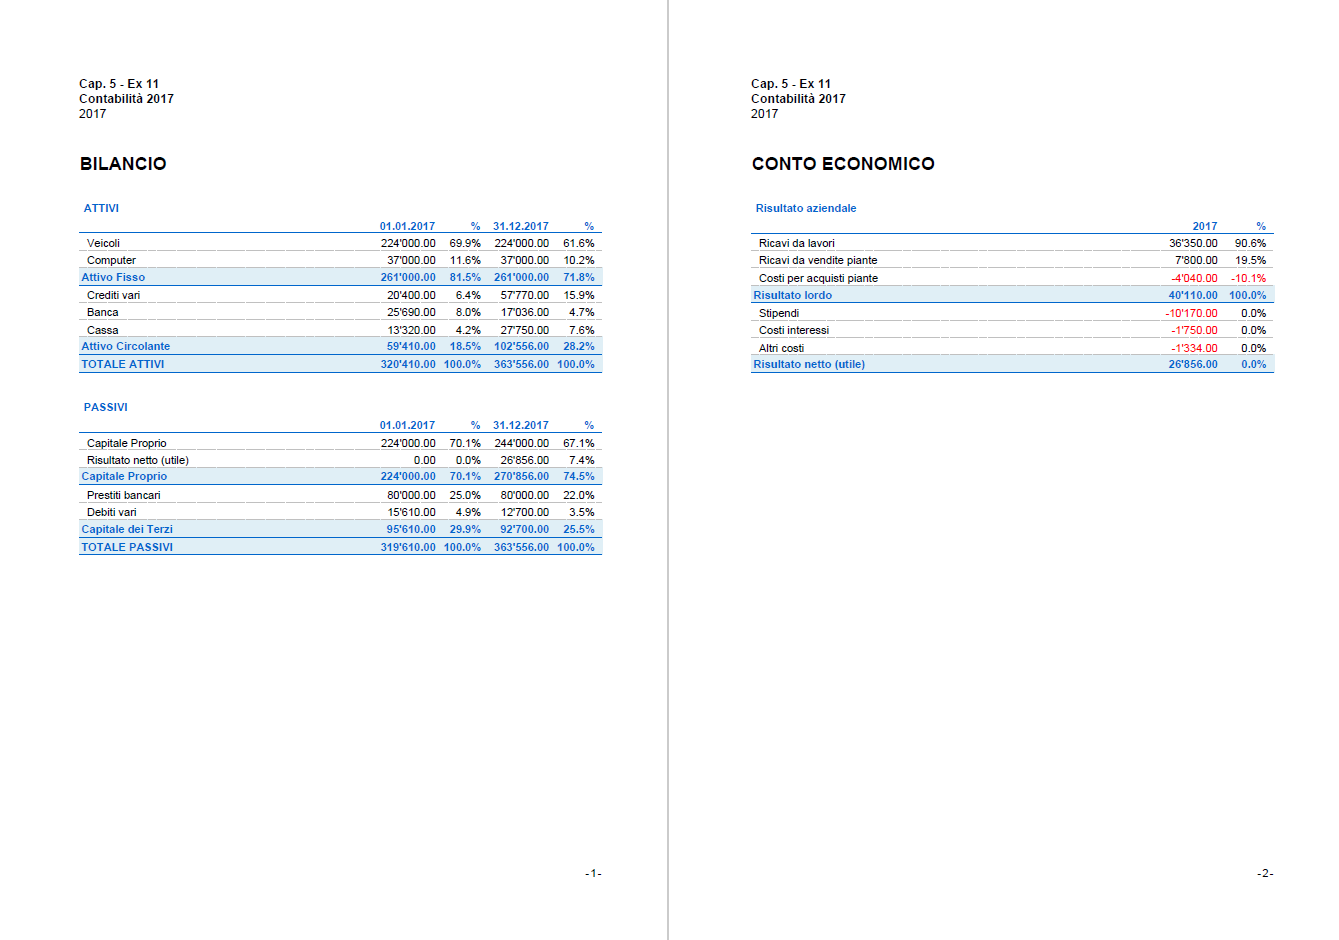 Cap. 5 - Ex 11
Contabilità 2017
2017
BILANCIO
ATTIVI
01.01.2017 % 31.12.2017 %
Veicoli 224'000.00 69.9% 224'000.00 61.6%
Computer 37'000.00 11.6% 37'000.00 10.2%
Attivo Fisso 261'000.00 81.5% 261'000.00 71.8%
Crediti vari 20'400.00 6.4% 57'770.00 15.9%
Banca 25'690.00 8.0% 17'036.00 4.7%
Cassa 13'320.00 4.2% 27'750.00 7.6%
Attivo Circolante 59'410.00 18.5% 102'556.00 28.2%
TOTALE ATTIVI 320'410.00 100.0% 363'556.00 100.0%
PASSIVI
01.01.2017 % 31.12.2017 %
Capitale Proprio 224'000.00 70.1% 244'000.00 67.1%
Risultato netto (utile) 0.00 0.0% 26'856.00 7.4%
Capitale Proprio 224'000.00 70.1% 270'856.00 74.5%
Prestiti bancari 80'000.00 25.0% 80'000.00 22.0%
Debiti vari 15'610.00 4.9% 12'700.00 3.5%
Capitale dei Terzi 95'610.00 29.9% 92'700.00 25.5%
TOTALE PASSIVI 319'610.00 100.0% 363'556.00 100.0%
-1-
Cap. 5 - Ex 11
Contabilità 2017
2017
CONTO ECONOMICO
Risultato aziendale
2017 %
Ricavi da lavori 36'350.00 90.6%
Ricavi da vendite piante 7'800.00 19.5%
Costi per acquisti piante -4'040.00 -10.1%
Risultato lordo 40'110.00 100.0%
Stipendi -10'170.00 0.0%
Costi interessi -1'750.00 0.0%
Altri costi -1'334.00 0.0%
Risultato netto (utile) 26'856.00 0.0%
-2-